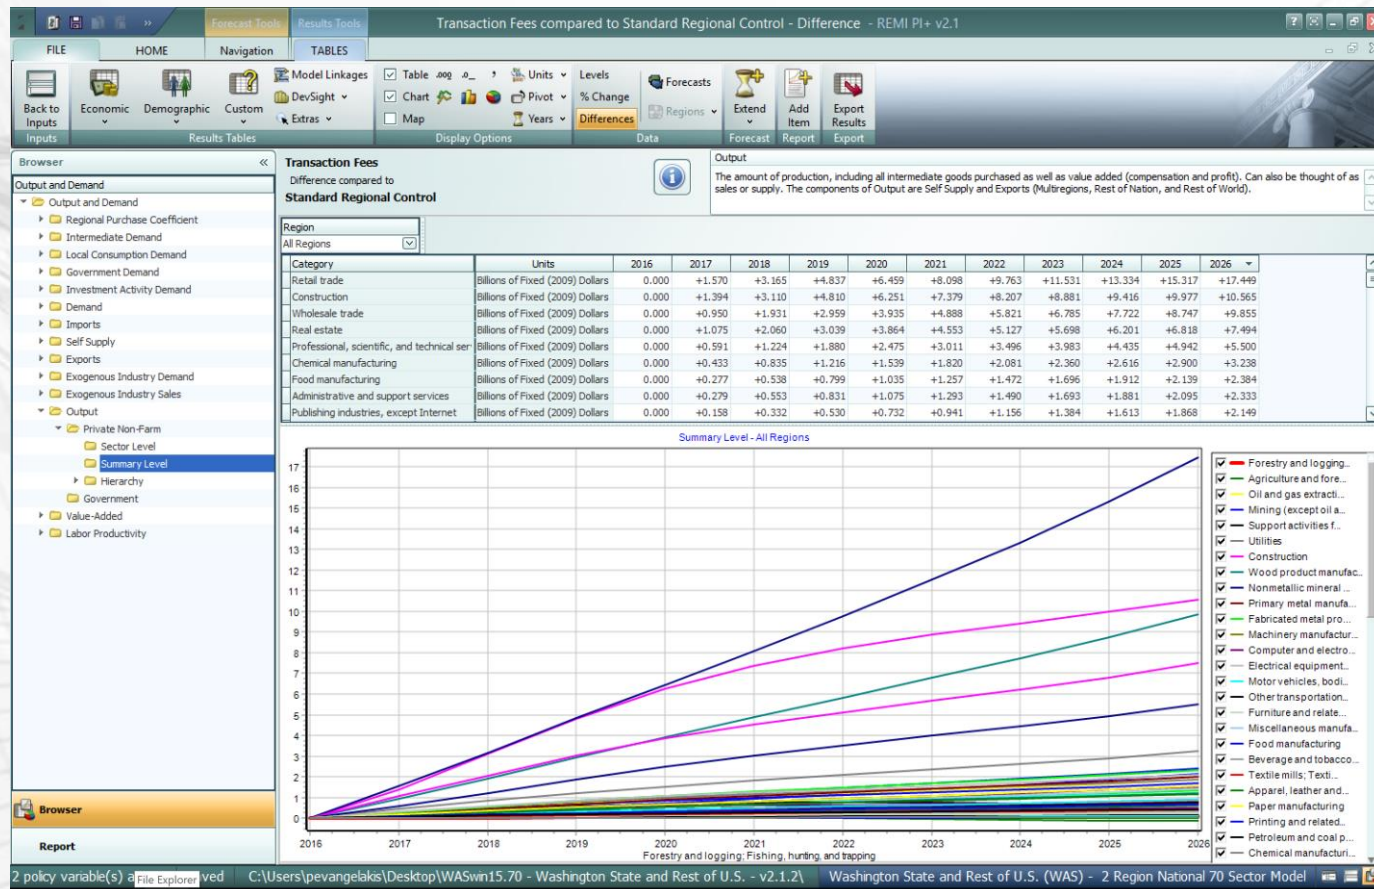 Forecast Tools Results Tools Transaction Fees compared to Standard Regional Control - Difference - REMI PI+ v2.1
FILE HOME Navigation TABLES
Back to Inputs
Economic
Demographic
Custom
Model Linkages
DevSight
Extras
Table .000 .0_ , Units
Chart Pivot
Map Years
Levels
% Change
Differences
Forecasts
Regions
Extend
Add Item
Export Results
Inputs Results Tables Display Options Data Forecast Report Export
Browser «
Output and Demand
Output and Demand
Regional Purchase Coefficient
Intermediate Demand
Local Consumption Demand
Government Demand
Investment Activity Demand
Demand
Imports
Self Supply
Exports
Exogenous Industry Demand
Exogenous Industry Sales
Output
Private Non-Farm
Sector Level
Summary Level
Hierarchy
Government
Value-Added
Labor Productivity
Browser
Report
Transaction Fees
Difference compared to
Standard Regional Control
Output
The amount of production, including all intermediate goods purchased as well as value added (compensation and profit). Can also be thought of as
sales or supply. The components of Output are Self Supply and Exports (Multiregions, Rest of Nation, and Rest of World).
Region
All Regions
Category Units 2016 2017 2018 2019 2020 2021 2022 2023 2024 2025 2026
Retail trade Billions of Fixed (2009) Dollars 0.000 +1.570 +3.165 +4.837 +6.459 +8.098 +9.763 +11.531 +13.334 +15.317 +17.449
Construction Billions of Fixed (2009) Dollars 0.000 +1.394 +3.110 +4.810 +6.251 +7.379 +8.207 +8.881 +9.416 +9.977 +10.565
Wholesale trade Billions of Fixed (2009) Dollars 0.000 +0.950 +1.931 +2.959 +3.935 +4.888 +5.821 +6.785 +7.722 +8.747 +9.855
Real estate Billions of Fixed (2009) Dollars 0.000 +1.075 +2.060 +3.039 +3.864 +4.553 +5.127 +5.698 +6.201 +6.818 +7.494
Professional, scientific, and technical ser Billions of Fixed (2009) Dollars 0.000 +0.591 +1.224 +1.880 +2.475 +3.011 +3.496 +3.983 +4.435 +4.942 +5.500
Chemical manufacturing Billions of Fixed (2009) Dollars 0.000 +0.433 +0.835 +1.216 +1.539 +1.820 +2.081 +2.360 +2.616 +2.900 +3.238
Food manufacturing Billions of Fixed (2009) Dollars 0.000 +0.277 +0.538 +0.799 +1.035 +1.257 +1.472 +1.696 +1.912 +2.139 +2.384
Administrative and support services Billions of Fixed (2009) Dollars 0.000 +0.279 +0.553 +0.831 +1.075 +1.293 +1.490 +1.693 +1.881 +2.095 +2.333
Publishing industries, except Internet Billions of Fixed (2009) Dollars 0.000 +0.158 +0.332 +0.530 +0.732 +0.941 +1.156 +1.384 +1.613 +1.868 +2.149
Summary Level - All Regions
17
16
15
14
13
12
11
10
9
8
7
6
5
4
3
2
1
0
2016 2017 2018 2019 2020 2021 2022 2023 2024 2025 2026
Forestry and logging; Fishing, hunting, and trapping
Forestry and logging...
Agriculture and fore...
Oil and gas extracti...
Mining (except oil a...
Support activities f...
Utilities
Construction
Wood product manufac...
Nonmetallic mineral ...
Primary metal manufa...
Fabricated metal pro...
Machinery manufactur...
Computer and electro...
Electrical equipment...
Motor vehicles, bodi...
Other transportation...
Furniture and relate...
Miscellaneous manufa...
Food manufacturing
Beverage and tobacco...
Textile mills; Texti...
Apparel, leather and...
Paper manufacturing
Printing and related...
Petroleum and coal p...
Chemical manufacturi...
2 policy variable(s) a File Explorer ved C:\Users\pevangelakis\Desktop\WASwin15.70 - Washington State and Rest of U.S. - v2.1.2\ Washington State and Rest of U.S. (WAS) - 2 Region National 70 Sector Model